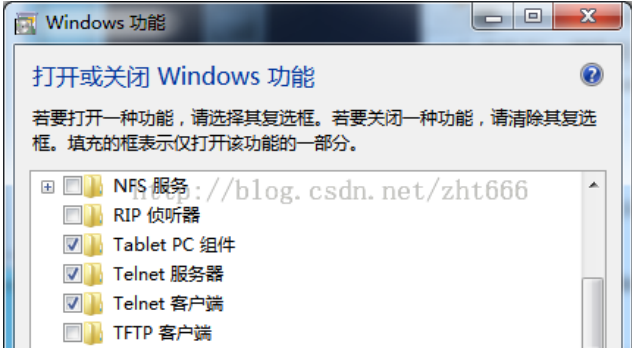 Windows 功能
打开或关闭 Windows 功能
若要打开一种功能，请选择其复选框。若要关闭一种功能，请清除其复选
框。填充的框表示仅打开该功能的一部分。
NFS 服务
http://blog.csdn.net/zht666
RIP 侦听器
Tablet PC 组件
Telnet 服务器
Telnet 客户端
TFTP 客户端